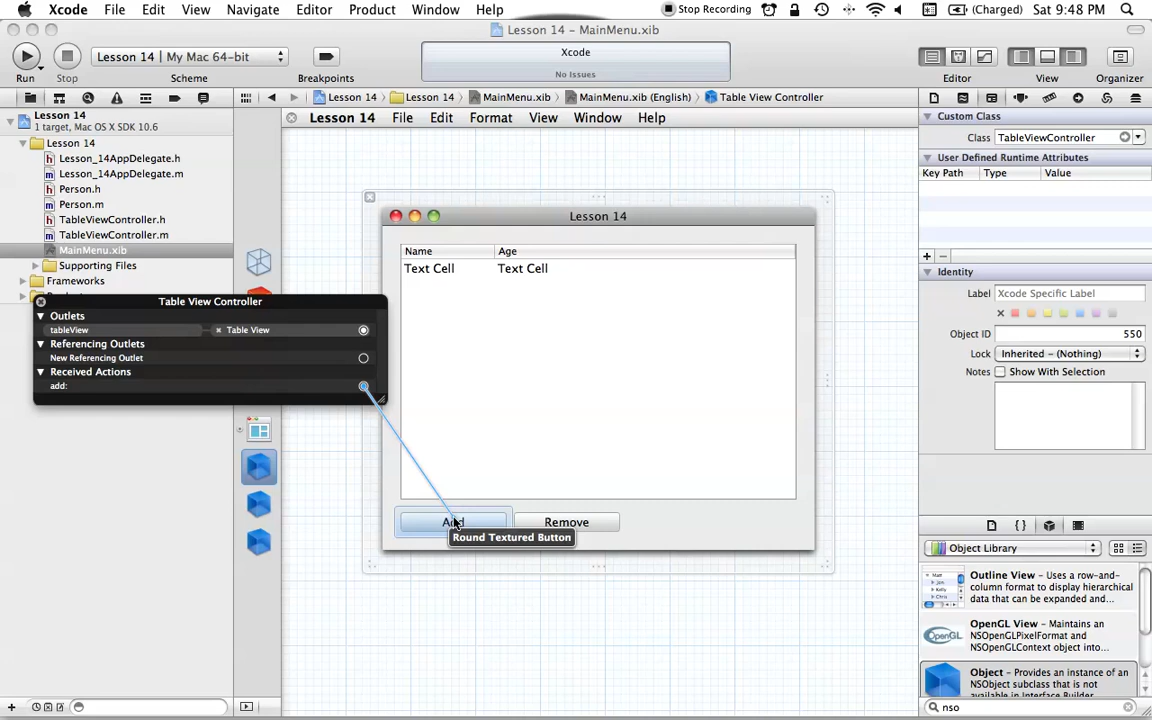 Xcode File Edit View Navigate Editor Product Window Help Stop Recording (Charged) Sat 9:48 PM
Lesson 14 – MainMenu.xib
Lesson 14 | My Mac 64-bit
Xcode
No Issues
Run Stop Scheme Breakpoints Editor View Organizer
Lesson 14
1 target, Mac OS X SDK 10.6
Lesson 14
Lesson_14AppDelegate.h
Lesson_14AppDelegate.m
Person.h
Person.m
TableViewController.h
TableViewController.m
MainMenu.xib
Supporting Files
Frameworks
Lesson 14 Lesson 14 MainMenu.xib MainMenu.xib (English) Table View Controller
Lesson 14 File Edit Format View Window Help
Table View Controller
Outlets
tableView Table View
Referencing Outlets
New Referencing Outlet
Received Actions
add:
Lesson 14
Name Age
Text Cell Text Cell
Add Remove
Round Textured Button
Custom Class
Class TableViewController
User Defined Runtime Attributes
Key Path Type Value
Identity
Label Xcode Specific Label
Object ID 550
Lock Inherited – (Nothing)
Notes Show With Selection
Object Library
Outline View – Uses a row-and-
column format to display hierarchical
data that can be expanded and...
OpenGL View – Maintains an
NSOpenGLPixelFormat and
NSOpenGLContext object into...
Object – Provides an instance of an
NSObject subclass that is not
available in Interface Builder
nso